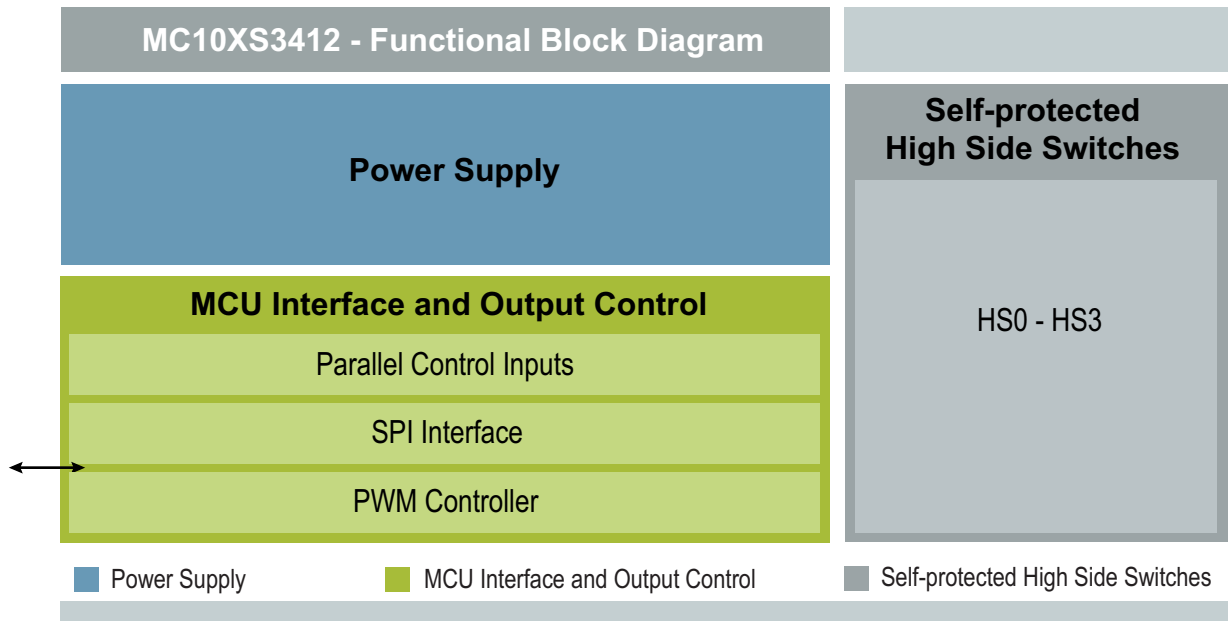 MC10XS3412 - Functional Block Diagram
Power Supply
Self-protected
High Side Switches
HS0 - HS3
MCU Interface and Output Control
Parallel Control Inputs
SPI Interface
PWM Controller
Power Supply
MCU Interface and Output Control
Self-protected High Side Switches